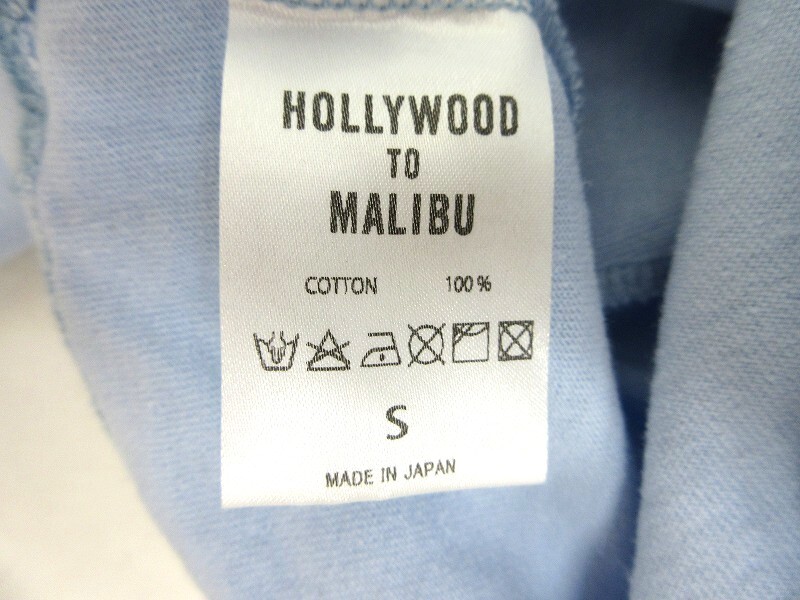 HOLLYWOOD
TO
MALIBU
COTTON 100%
S
MADE IN JAPAN